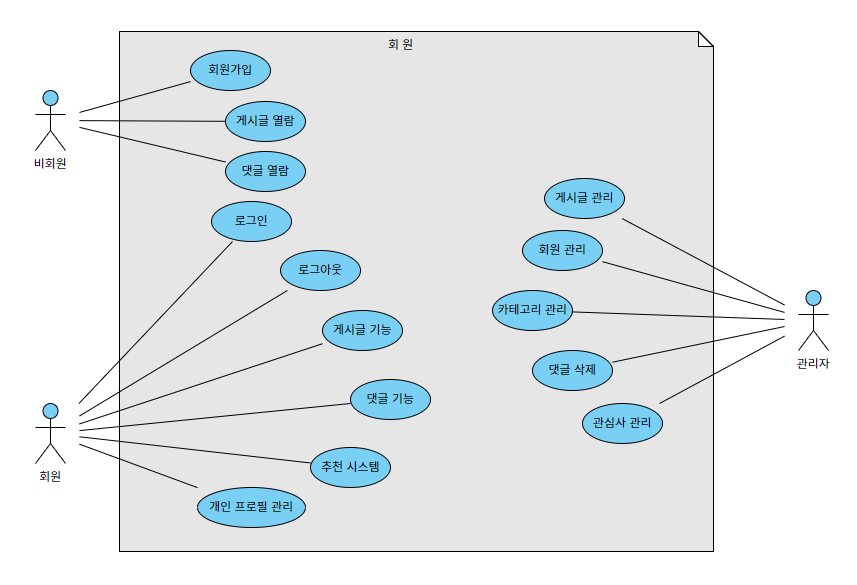 회 원
회원가입
게시글 열람
비회원
댓글 열람
로그인
로그아웃
게시글 기능
댓글 기능
추천 시스템
개인 프로필 관리
회원
게시글 관리
회원 관리
카테고리 관리
댓글 삭제
관심사 관리
관리자